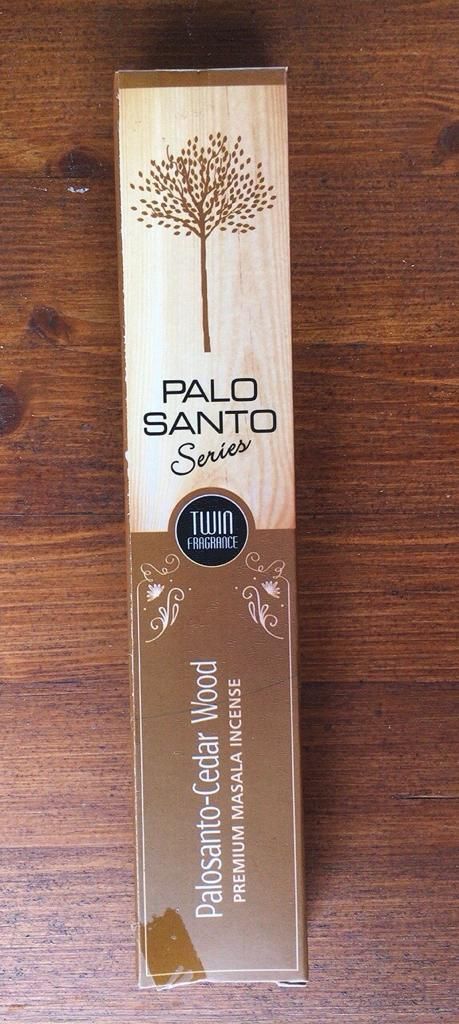 PALO
SANTO
Series
TWIN
FRAGRANCE
Palosanto-Cedar Wood
PREMIUM MASALA INCENSE